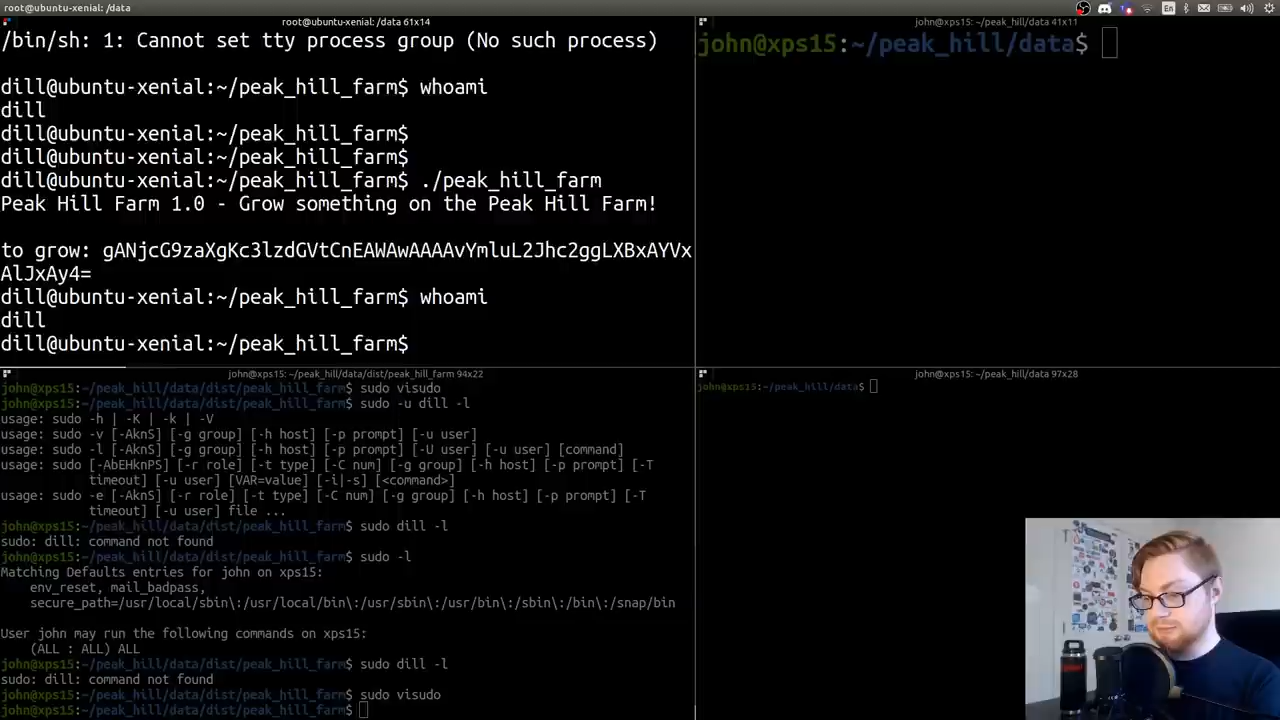 root@ubuntu-xenial: /data
En
root@ubuntu-xenial: /data 61x14
/bin/sh: 1: Cannot set tty process group (No such process)
dill@ubuntu-xenial:~/peak_hill_farm$ whoami
dill
dill@ubuntu-xenial:~/peak_hill_farm$
dill@ubuntu-xenial:~/peak_hill_farm$
dill@ubuntu-xenial:~/peak_hill_farm$ ./peak_hill_farm
Peak Hill Farm 1.0 - Grow something on the Peak Hill Farm!
to grow: gANjcG9zaXgKc3lzdGVtCnEAWAwAAAAvYmluL2Jhc2ggLXBxAYVx
AlJxAy4=
dill@ubuntu-xenial:~/peak_hill_farm$ whoami
dill
dill@ubuntu-xenial:~/peak_hill_farm$
john@xps15: ~/peak_hill/data 41x11
john@xps15:~/peak_hill/data$
john@xps15: ~/peak_hill/data/dist/peak_hill_farm 94x22
john@xps15:~/peak_hill/data/dist/peak_hill_farm$ sudo visudo
john@xps15:~/peak_hill/data/dist/peak_hill_farm$ sudo -u dill -l
usage: sudo -h | -K | -k | -V
usage: sudo -v [-AknS] [-g group] [-h host] [-p prompt] [-u user]
usage: sudo -l [-AknS] [-g group] [-h host] [-p prompt] [-U user] [-u user] [command]
usage: sudo [-AbEHknPS] [-r role] [-t type] [-C num] [-g group] [-h host] [-p prompt] [-T
timeout] [-u user] [VAR=value] [-i|-s] [<command>]
usage: sudo -e [-AknS] [-r role] [-t type] [-C num] [-g group] [-h host] [-p prompt] [-T
timeout] [-u user] file ...
john@xps15:~/peak_hill/data/dist/peak_hill_farm$ sudo dill -l
sudo: dill: command not found
john@xps15:~/peak_hill/data/dist/peak_hill_farm$ sudo -l
Matching Defaults entries for john on xps15:
env_reset, mail_badpass,
secure_path=/usr/local/sbin\:/usr/local/bin\:/usr/sbin\:/usr/bin\:/sbin\:/bin\:/snap/bin
User john may run the following commands on xps15:
(ALL : ALL) ALL
john@xps15:~/peak_hill/data/dist/peak_hill_farm$ sudo dill -l
sudo: dill: command not found
john@xps15:~/peak_hill/data/dist/peak_hill_farm$ sudo visudo
john@xps15:~/peak_hill/data/dist/peak_hill_farm$
john@xps15: ~/peak_hill/data 97x28
john@xps15:~/peak_hill/data$